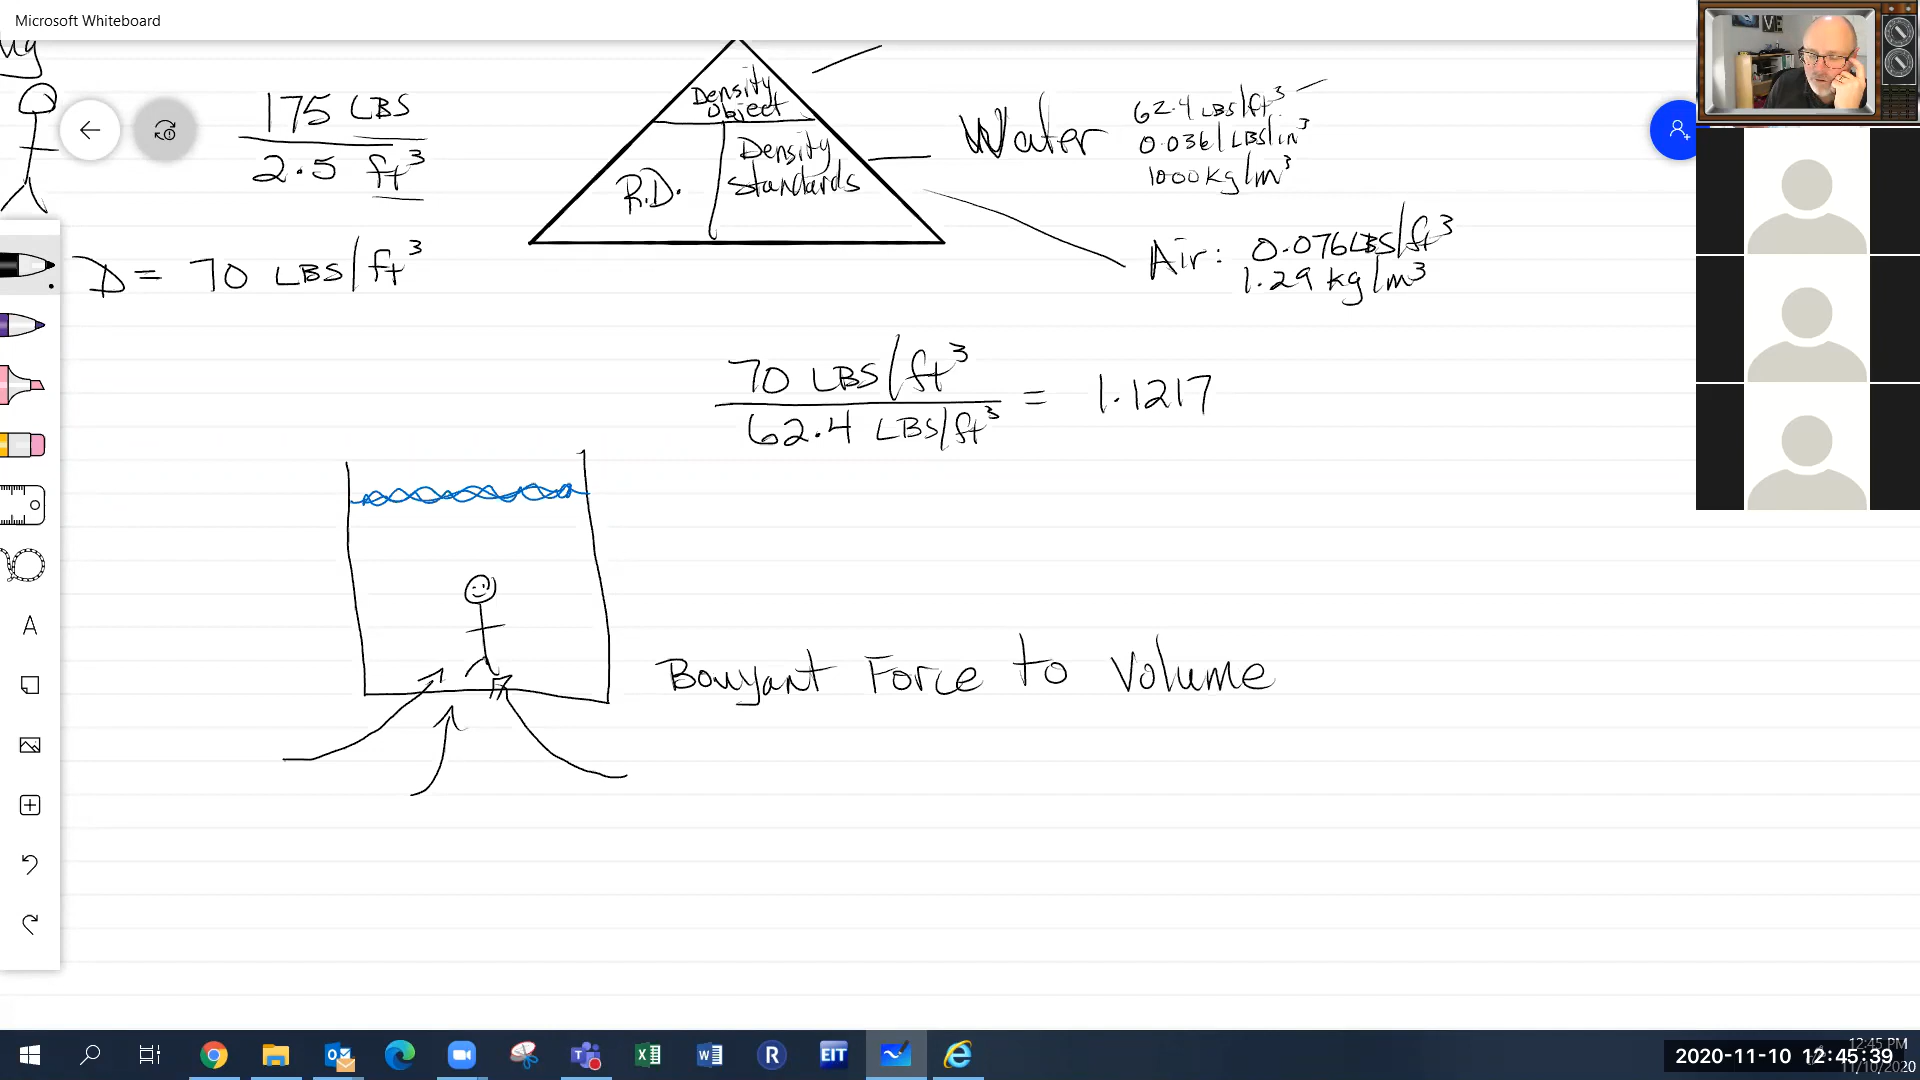 Microsoft Whiteboard
175 LBS
2.5 ft³
D = 70 LBS/ft³
Density
Object
R.D.
Density
Standards
Water
62.4 LBS/ft³
0.0361 LBS/in³
1000 kg/m³
Air: 0.076 LBS/ft³
1.29 kg/m³
70 LBS/ft³
62.4 LBS/ft³
= 1.1217
Bouyant Force to Volume
A
EIT
R
2020-11-10 12:45:39
12:45 PM
11/10/2020